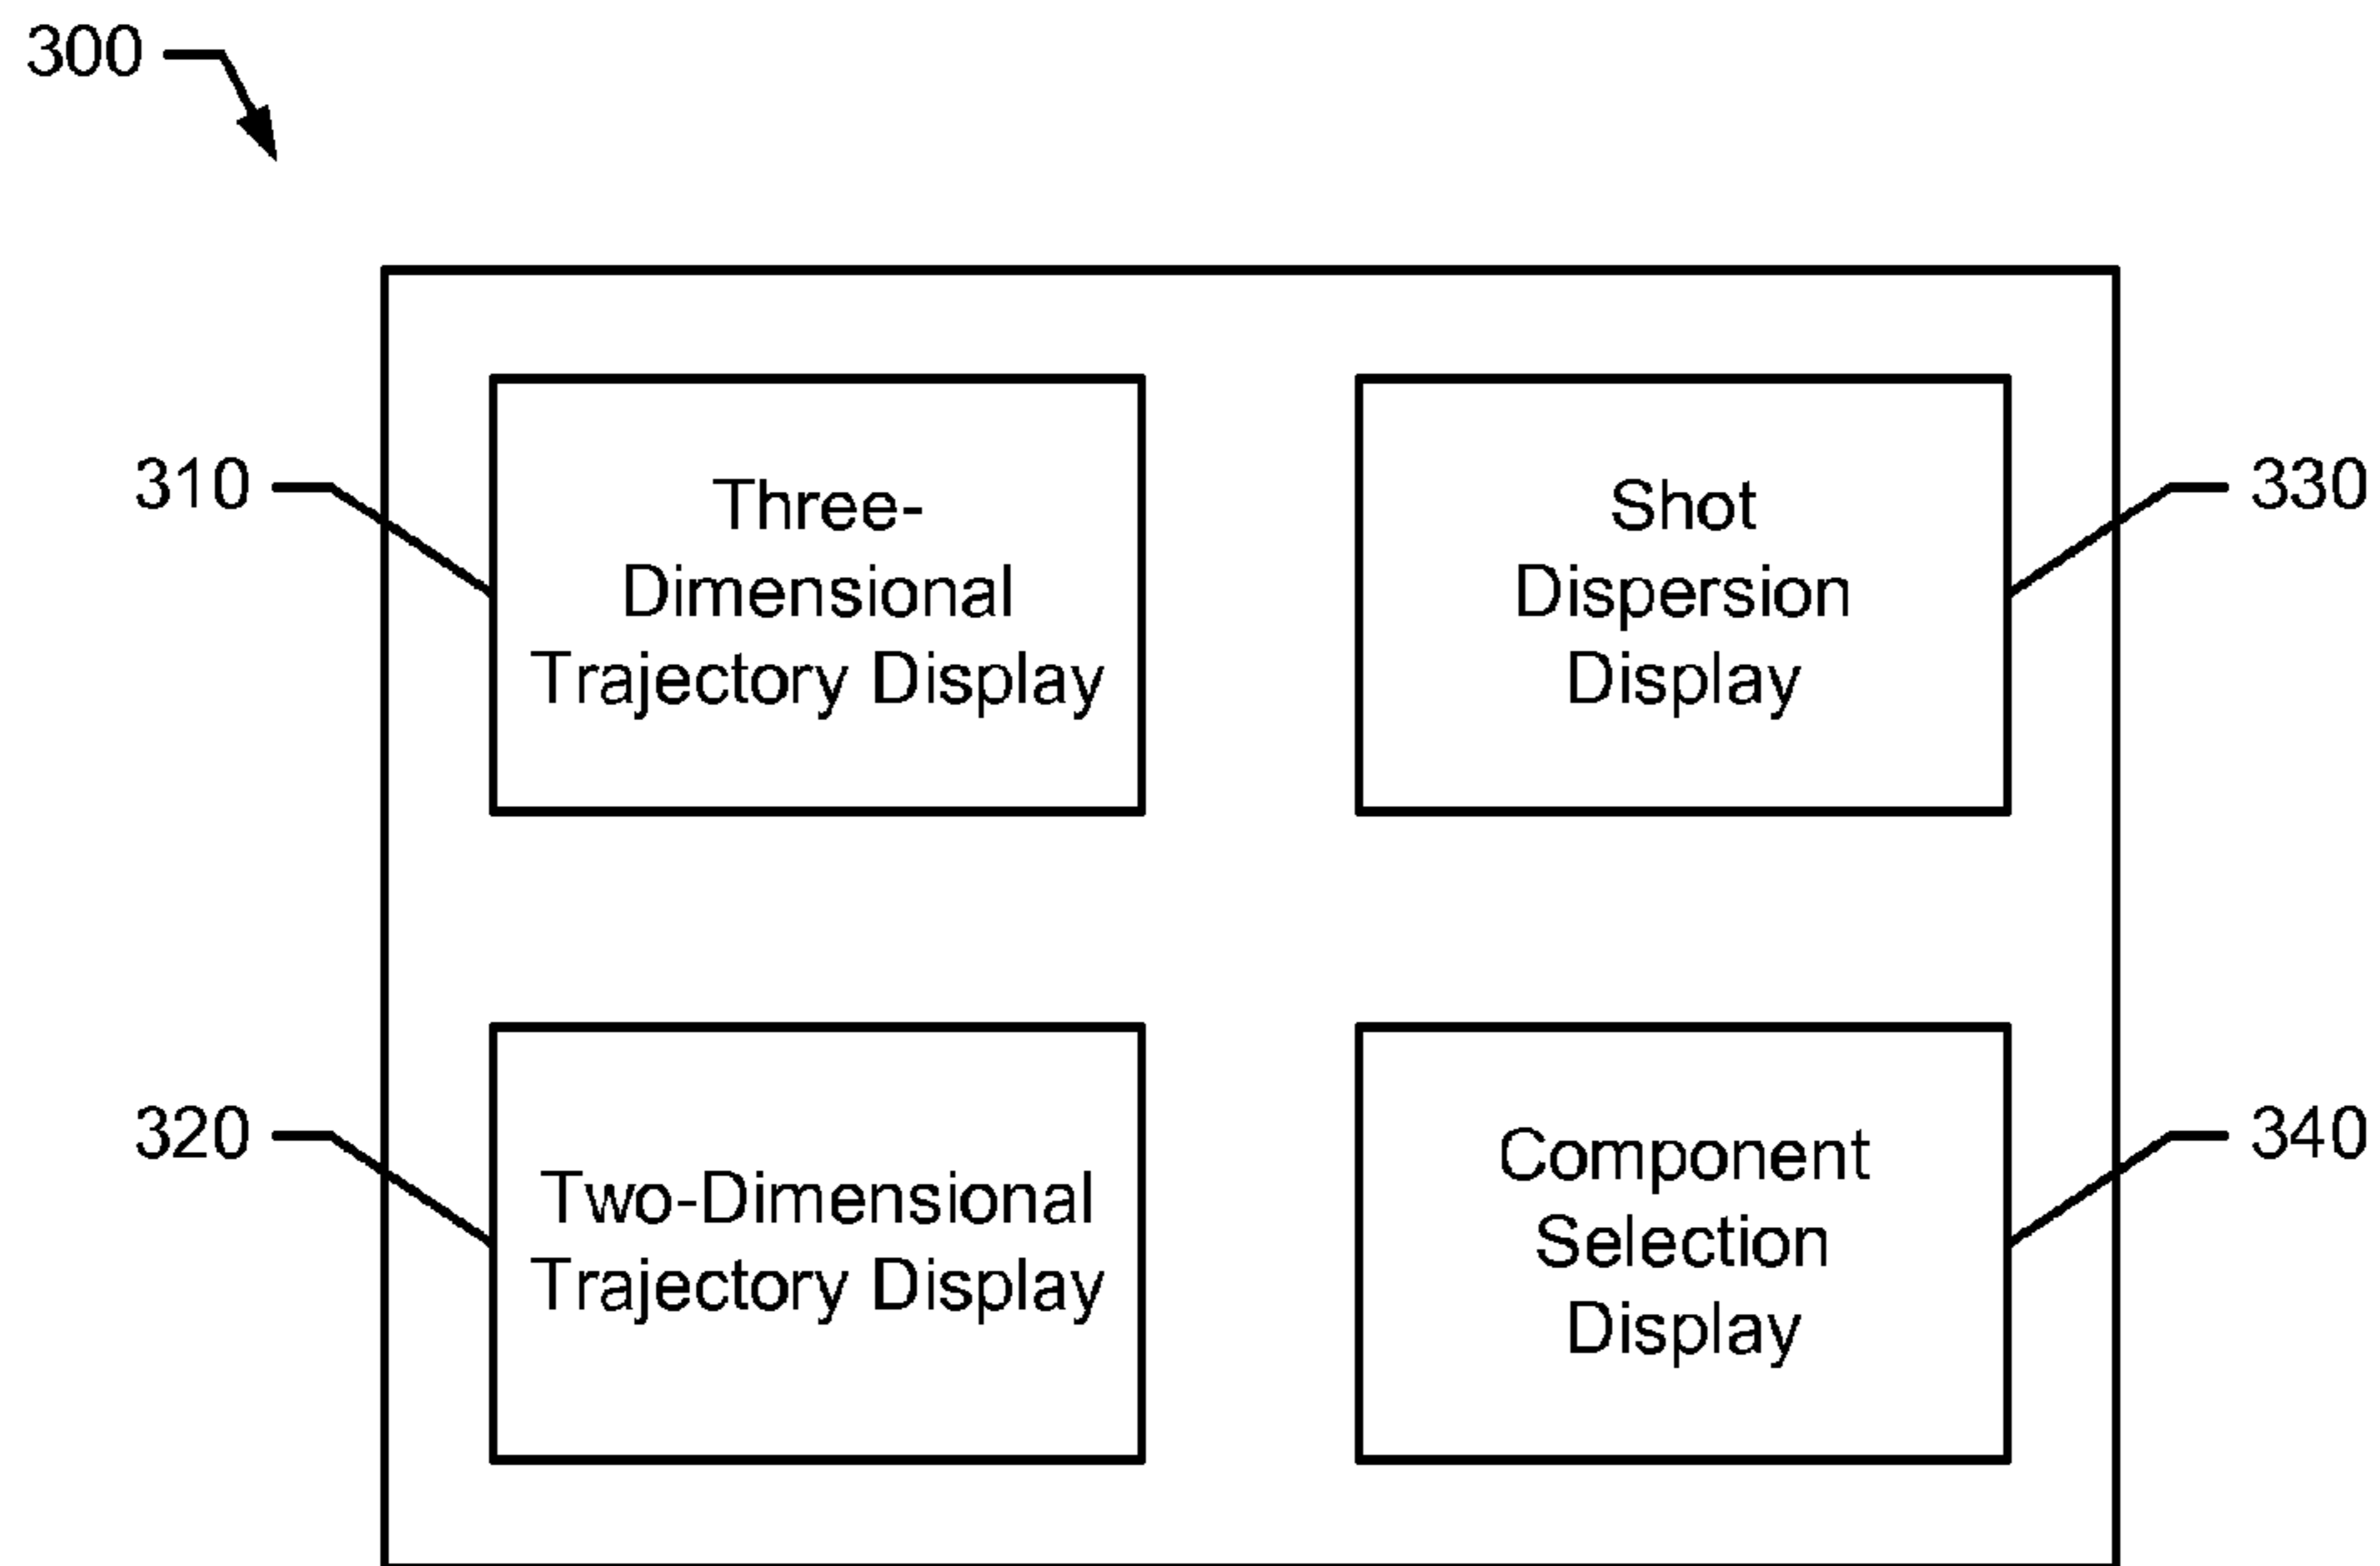 300
310
Three-
Dimensional
Trajectory Display
Shot
Dispersion
Display
330
320
Two-Dimensional
Trajectory Display
Component
Selection
Display
340